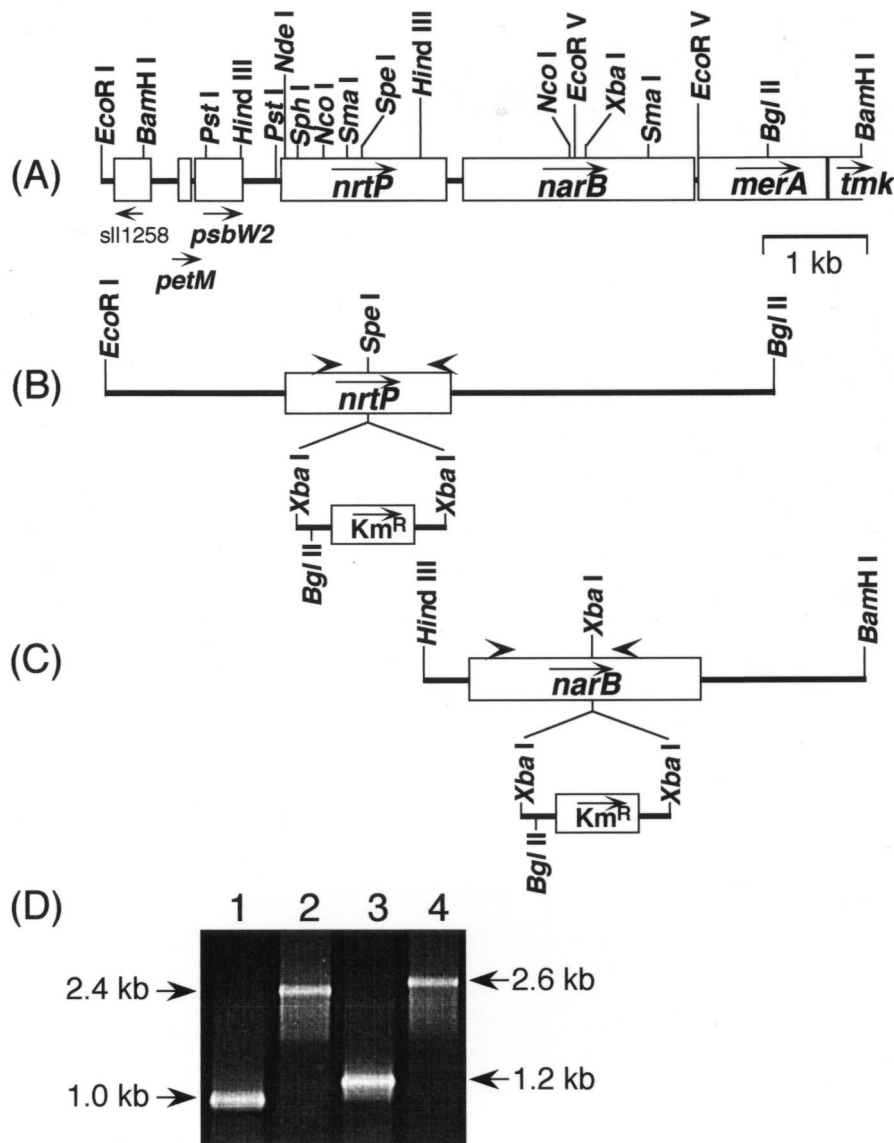 (A)
EcoR I
BamH I
Pst I
Hind III
Pst I
Nde I
Sph I
Nco I
Sma I
Spe I
Hind III
Nco I
EcoR V
Xba I
Sma I
EcoR V
Bgl II
BamH I
nrtP
narB
merA
tmk
sll1258
psbW2
petM
1 kb
(B)
EcoR I
Spe I
Bgl II
nrtP
Xba I
Xba I
KmR
Bgl II
(C)
Hind III
Xba I
BamH I
narB
Xba I
Xba I
KmR
Bgl II
(D)
1 2 3 4
2.4 kb
2.6 kb
1.0 kb
1.2 kb